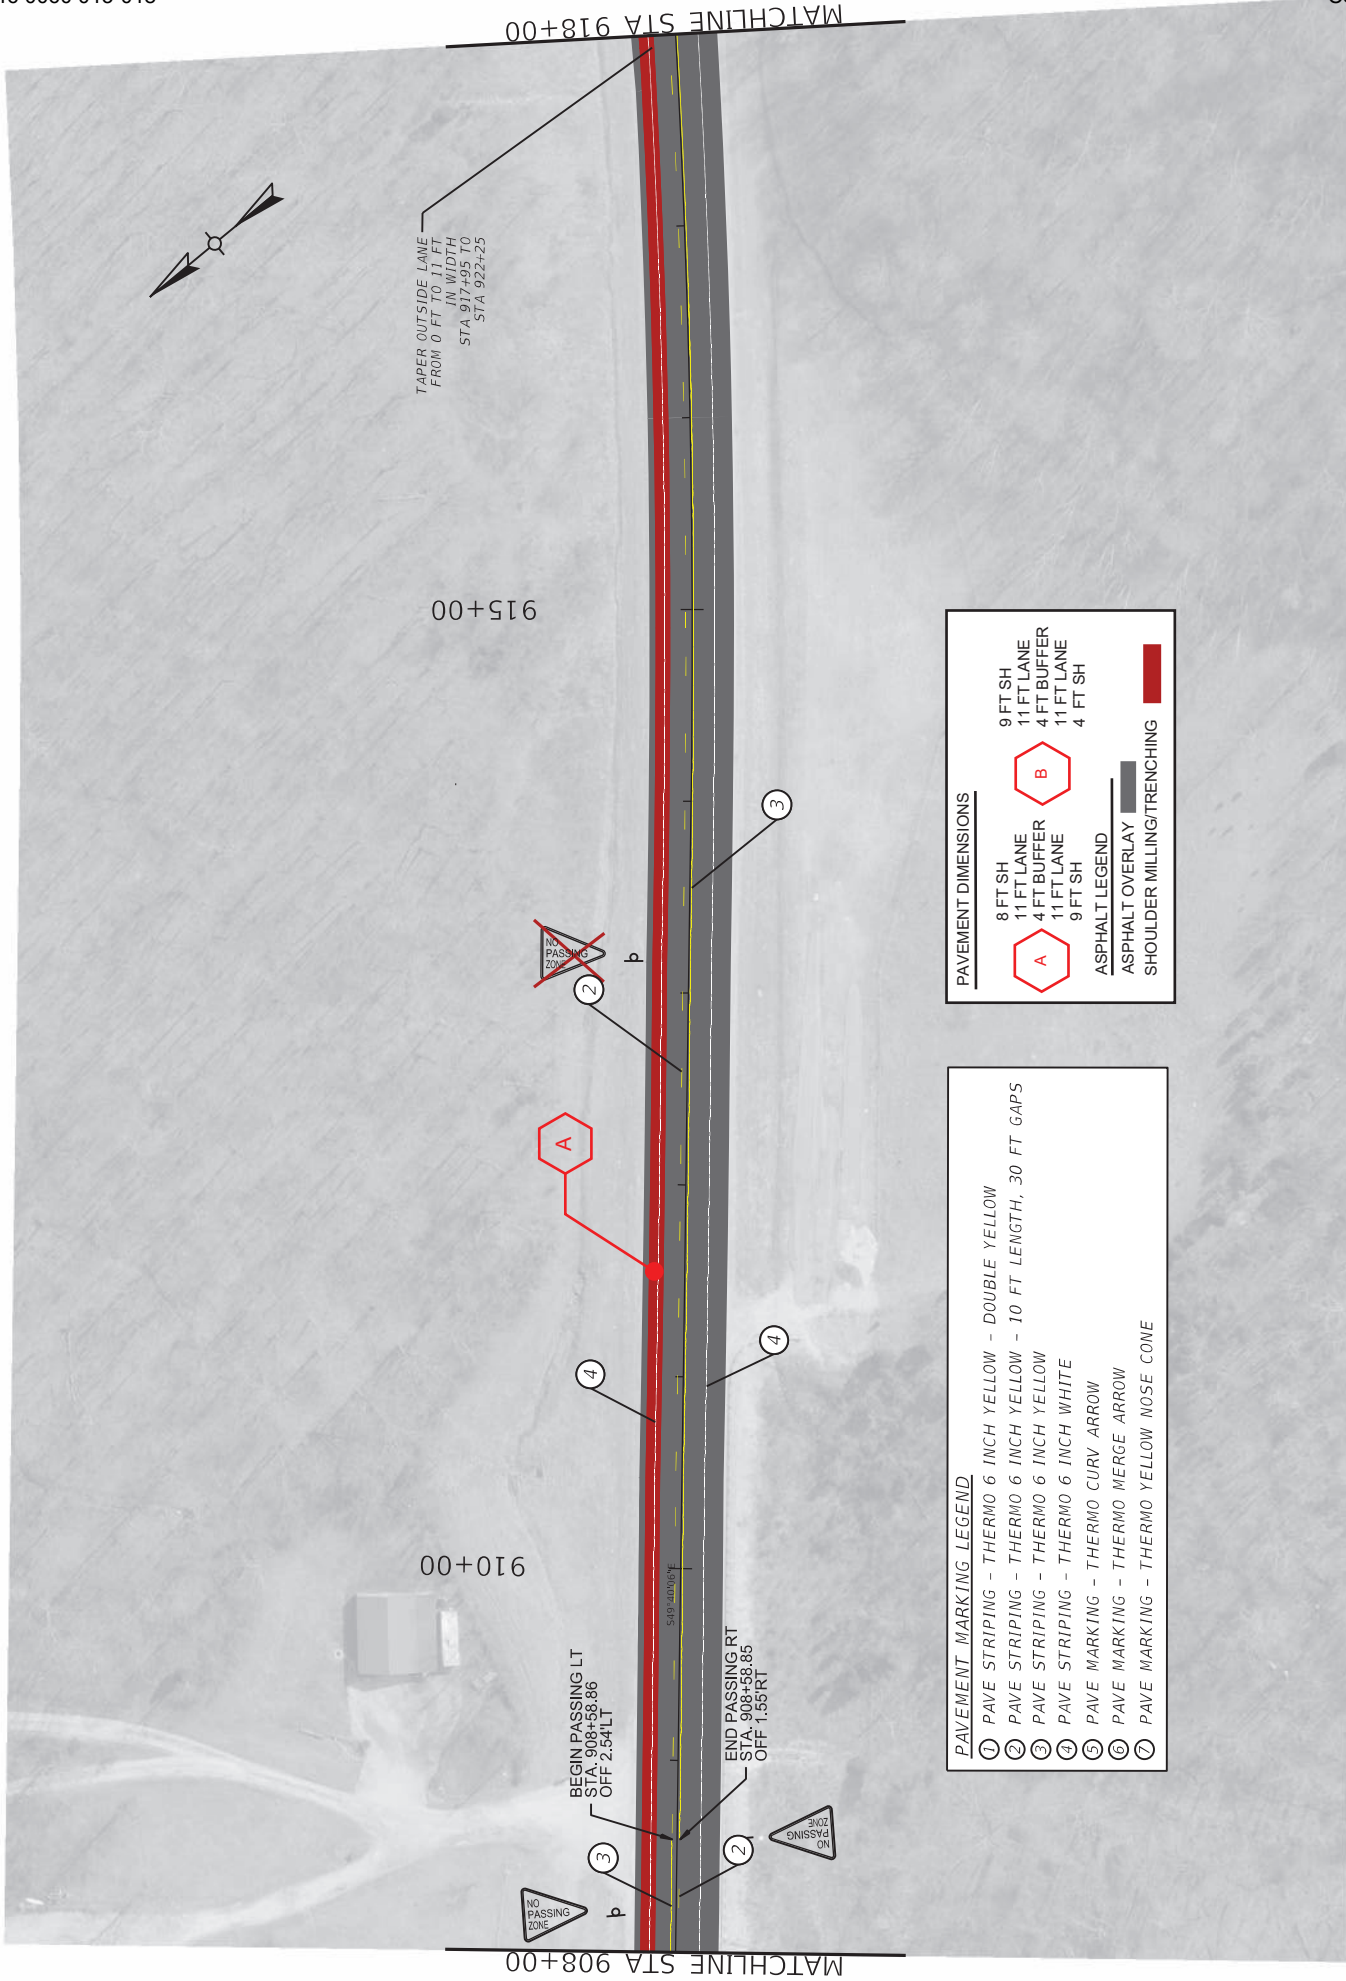 MATCHLINE STA 918+00
TAPER OUTSIDE LANE
FROM 0 FT TO 11 FT
IN WIDTH
STA 917+95 TO
STA 922+25
915+00
3
NO
PASSING
ZONE
2
A
4
4
910+00
S49°40'06"E
BEGIN PASSING LT
STA. 908+58.86
OFF 2.54'LT
END PASSING RT
STA. 908+58.85
OFF 1.55'RT
3
2
NO
PASSING
ZONE
NO
PASSING
ZONE
MATCHLINE STA 908+00
PAVEMENT DIMENSIONS
A
8 FT SH
11 FT LANE
4 FT BUFFER
11 FT LANE
9 FT SH
B
9 FT SH
11 FT LANE
4 FT BUFFER
11 FT LANE
4 FT SH
ASPHALT LEGEND
ASPHALT OVERLAY
SHOULDER MILLING/TRENCHING
PAVEMENT MARKING LEGEND
1 PAVE STRIPING - THERMO 6 INCH YELLOW - DOUBLE YELLOW
2 PAVE STRIPING - THERMO 6 INCH YELLOW - 10 FT LENGTH, 30 FT GAPS
3 PAVE STRIPING - THERMO 6 INCH YELLOW
4 PAVE STRIPING - THERMO 6 INCH WHITE
5 PAVE MARKING - THERMO CURV ARROW
6 PAVE MARKING - THERMO MERGE ARROW
7 PAVE MARKING - THERMO YELLOW NOSE CONE